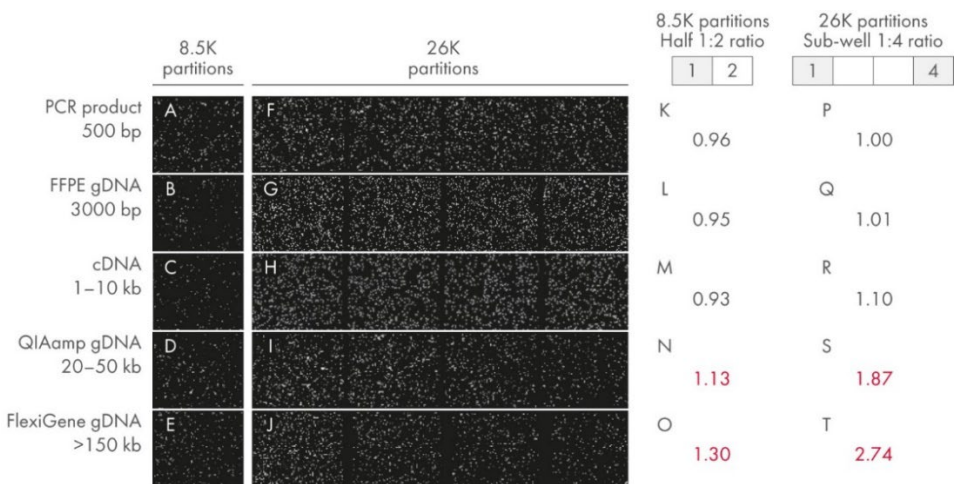 8.5K
partitions
26K
partitions
8.5K partitions
Half 1:2 ratio
1 2
26K partitions
Sub-well 1:4 ratio
1 4
PCR product
500 bp
A
F
K
0.96
P
1.00
FFPE gDNA
3000 bp
B
G
L
0.95
Q
1.01
cDNA
1–10 kb
C
H
M
0.93
R
1.10
QIAamp gDNA
20–50 kb
D
I
N
1.13
S
1.87
FlexiGene gDNA
>150 kb
E
J
O
1.30
T
2.74